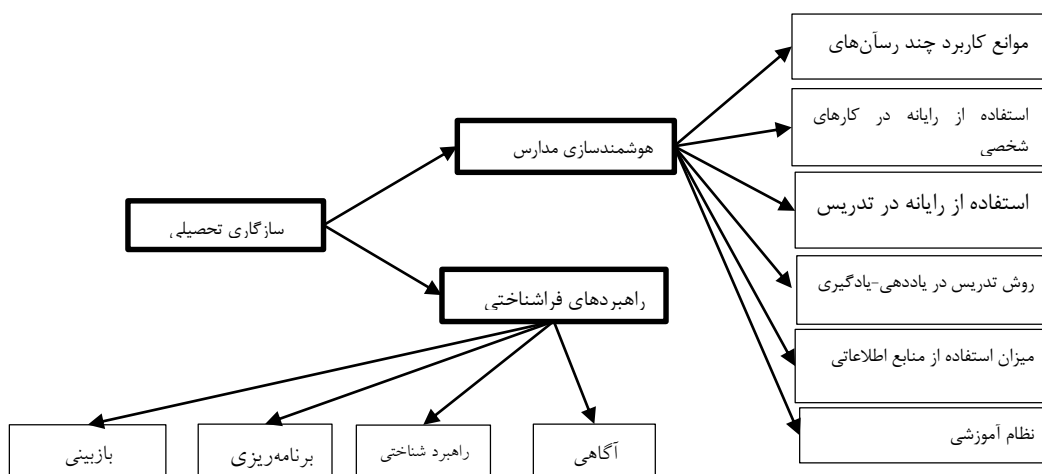 موانع کاربرد چند رسآن‌های
استفاده از رایانه در کارهای
شخصی
هوشمندسازی مدارس
استفاده از رایانه در تدریس
سازگاری تحصیلی
روش تدریس در یاددهی-یادگیری
راهبردهای فراشناختی
میزان استفاده از منابع اطلاعاتی
نظام آموزشی
آگاهی
راهبرد شناختی
برنامه‌ریزی
بازبینی